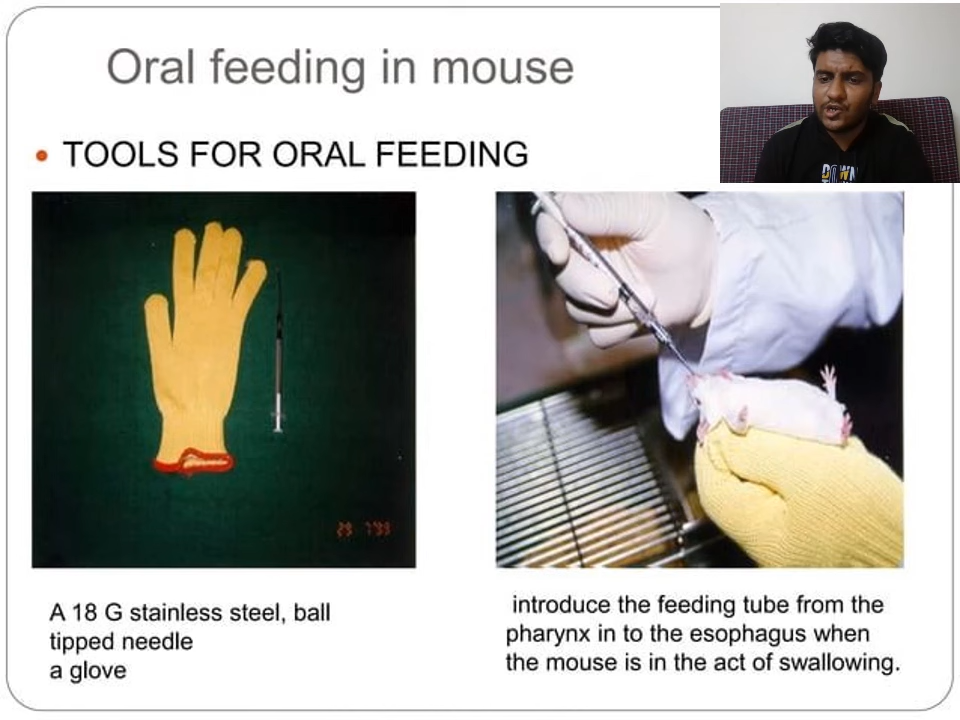 Oral feeding in mouse
• TOOLS FOR ORAL FEEDING
DOWN
A 18 G stainless steel, ball
tipped needle
a glove
introduce the feeding tube from the
pharynx in to the esophagus when
the mouse is in the act of swallowing.